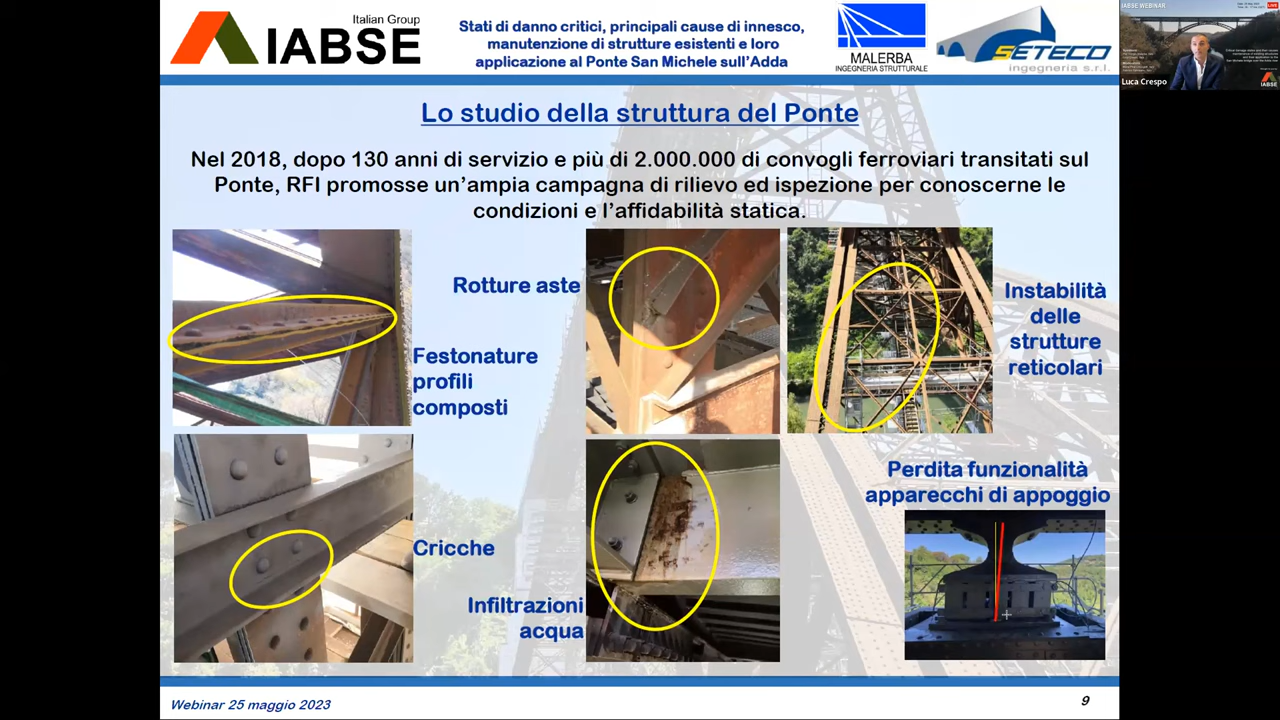 Italian Group
IABSE
Stati di danno critici, principali cause di innesco,
manutenzione di strutture esistenti e loro
applicazione al Ponte San Michele sull'Adda
MALERBA
INGEGNERIA STRUTTURALE
SETECO
ingegneria s.r.l.
IABSE WEBINAR
LIVE
Luca Crespo
IABSE
Lo studio della struttura del Ponte
Nel 2018, dopo 130 anni di servizio e più di 2.000.000 di convogli ferroviari transitati sul
Ponte, RFI promosse un'ampia campagna di rilievo ed ispezione per conoscerne le
condizioni e l'affidabilità statica.
Rotture aste
Festonature
profili
composti
Instabilità
delle
strutture
reticolari
Cricche
Infiltrazioni
acqua
Perdita funzionalità
apparecchi di appoggio
Webinar 25 maggio 2023
9